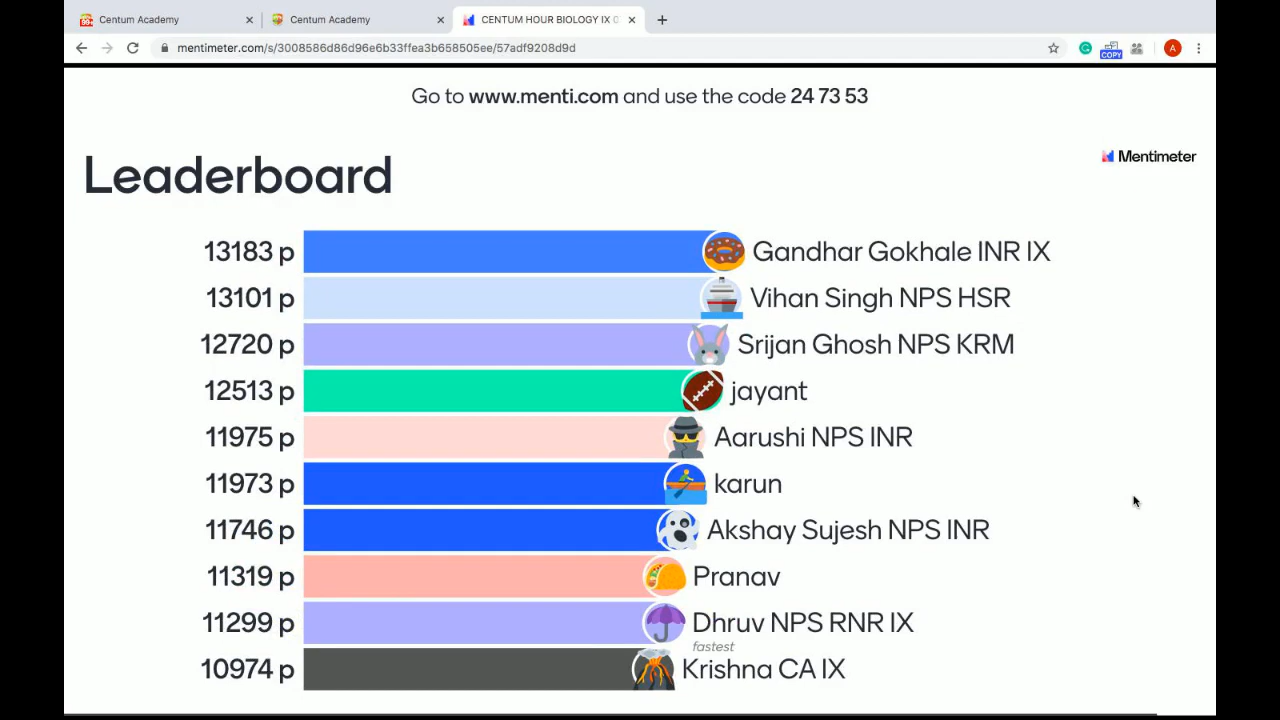 Centum Academy
Centum Academy
CENTUM HOUR BIOLOGY IX
mentimeter.com/s/3008586d86d96e6b33ffea3b658505ee/57adf9208d9d
COPY
A
Go to www.menti.com and use the code 24 73 53
Mentimeter
Leaderboard
13183 p Gandhar Gokhale INR IX
13101 p Vihan Singh NPS HSR
12720 p Srijan Ghosh NPS KRM
12513 p jayant
11975 p Aarushi NPS INR
11973 p karun
11746 p Akshay Sujesh NPS INR
11319 p Pranav
11299 p Dhruv NPS RNR IX
fastest
10974 p Krishna CA IX